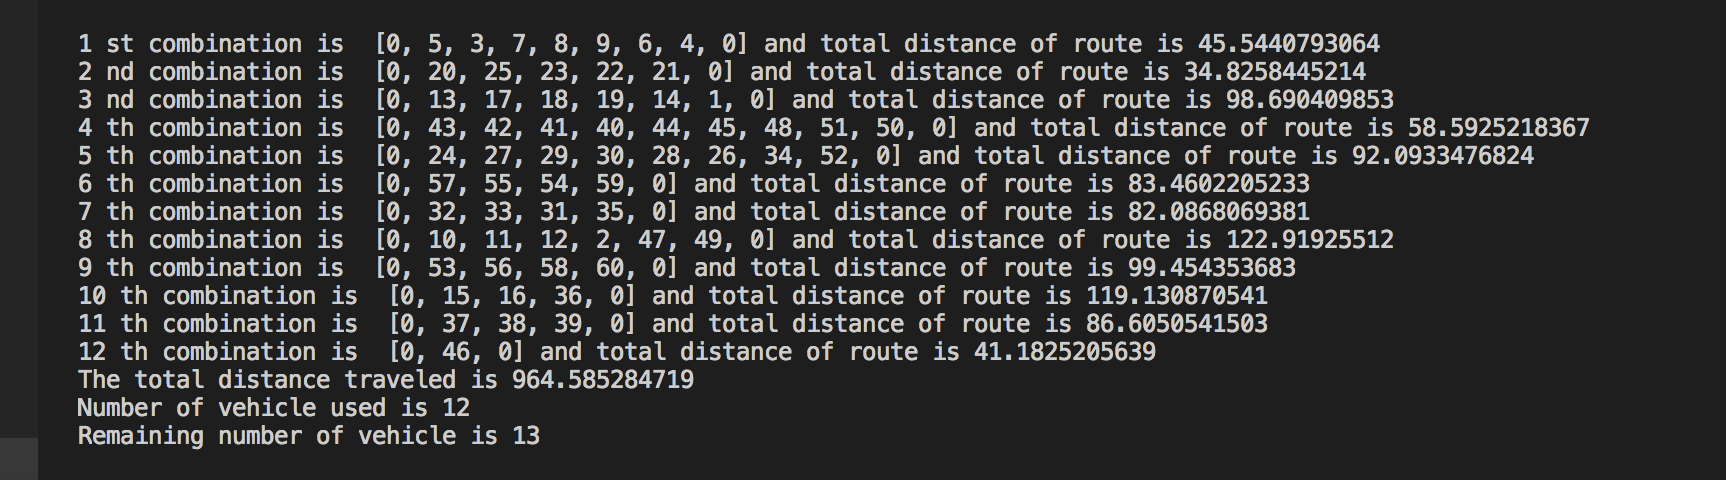 1 st combination is  [0, 5, 3, 7, 8, 9, 6, 4, 0] and total distance of route is 45.5440793064
2 nd combination is  [0, 20, 25, 23, 22, 21, 0] and total distance of route is 34.8258445214
3 nd combination is  [0, 13, 17, 18, 19, 14, 1, 0] and total distance of route is 98.690409853
4 th combination is  [0, 43, 42, 41, 40, 44, 45, 48, 51, 50, 0] and total distance of route is 58.5925218367
5 th combination is  [0, 24, 27, 29, 30, 28, 26, 34, 52, 0] and total distance of route is 92.0933476824
6 th combination is  [0, 57, 55, 54, 59, 0] and total distance of route is 83.4602205233
7 th combination is  [0, 32, 33, 31, 35, 0] and total distance of route is 82.0868069381
8 th combination is  [0, 10, 11, 12, 2, 47, 49, 0] and total distance of route is 122.91925512
9 th combination is  [0, 53, 56, 58, 60, 0] and total distance of route is 99.454353683
10 th combination is  [0, 15, 16, 36, 0] and total distance of route is 119.130870541
11 th combination is  [0, 37, 38, 39, 0] and total distance of route is 86.6050541503
12 th combination is  [0, 46, 0] and total distance of route is 41.1825205639
The total distance traveled is 964.585284719
Number of vehicle used is 12
Remaining number of vehicle is 13